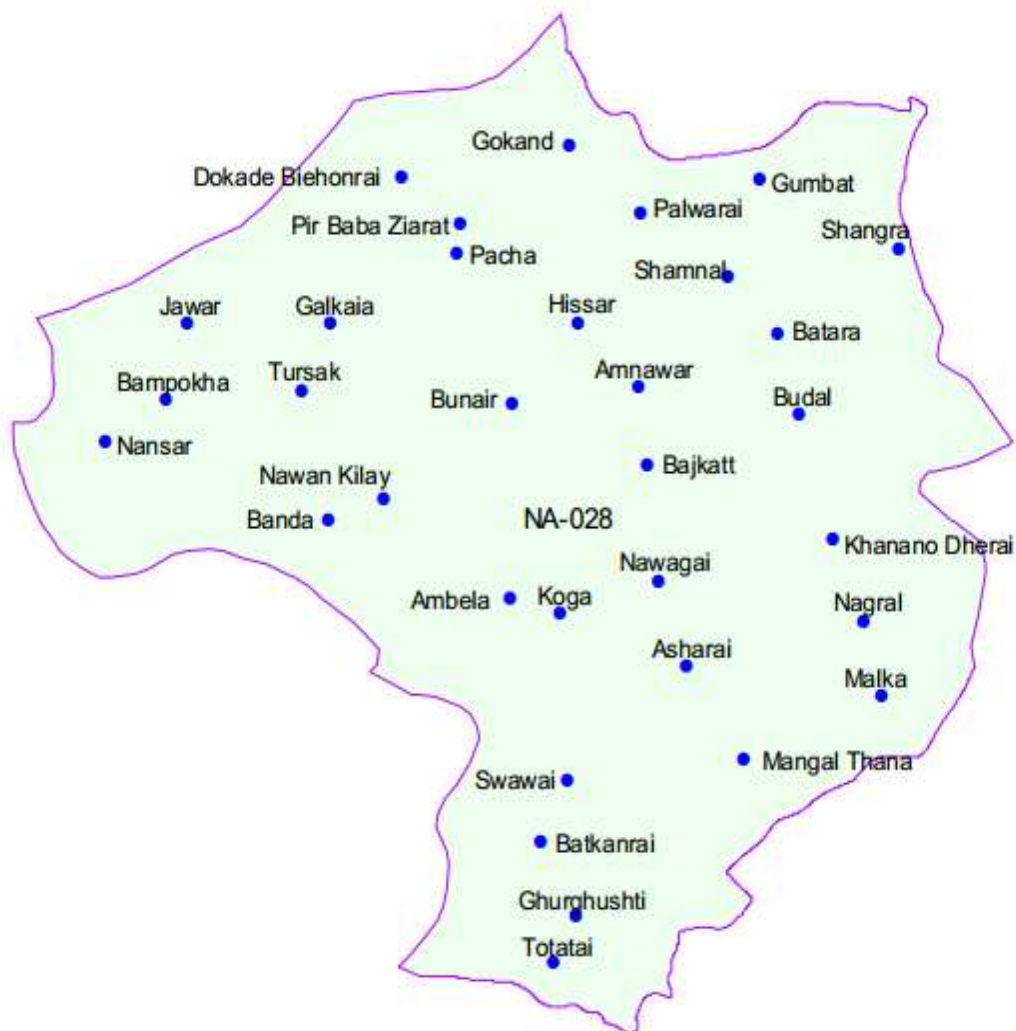 Gokand
Dokade Biehonrai
Gumbat
Palwarai
Pir Baba Ziarat
Shangra
Pacha
Shamnal
Jawar
Galkaia
Hissar
Batara
Amnawar
Tursak
Bampokha
Budal
Bunair
Nansar
Bajkatt
Nawan Kilay
NA-028
Banda
Khanano Dherai
Nawagai
Koga
Ambela
Nagral
Asharai
Malka
Mangal Thana
Swawai
Batkanrai
Ghurghushti
Totatai